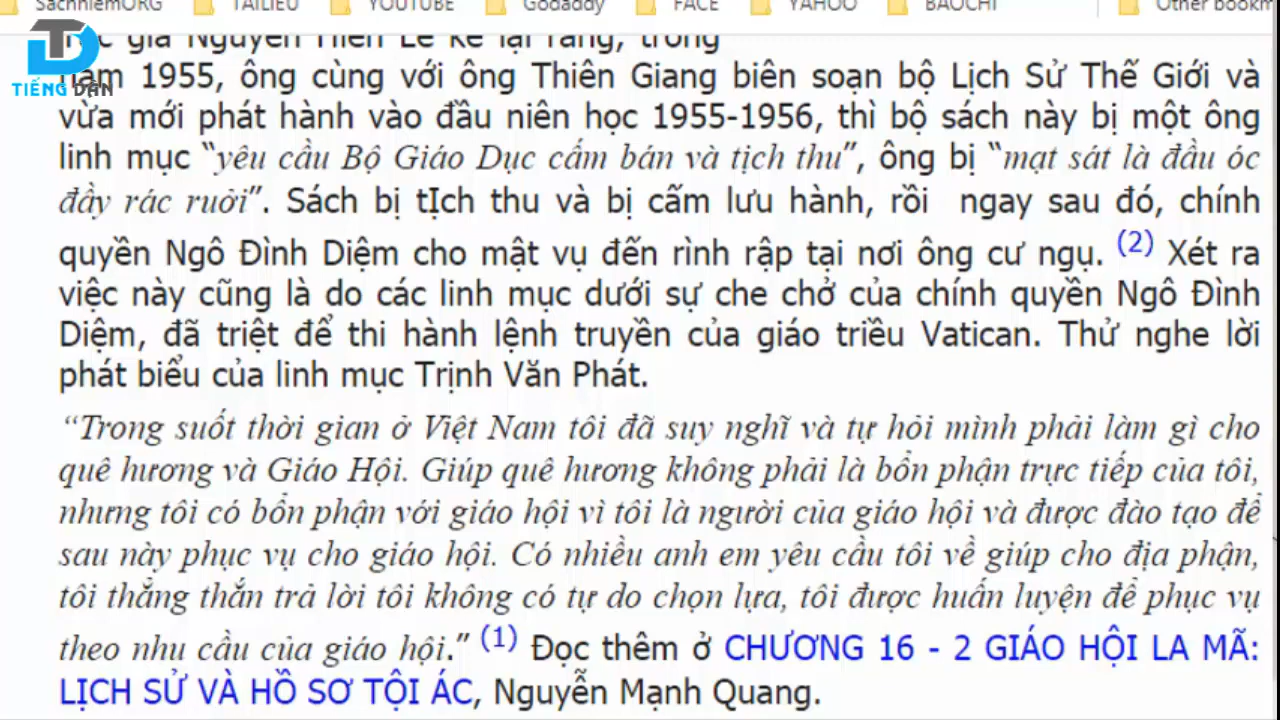 SachhiemORG TAILIEU YOUTUBE Godaddy FACE YAHOO BAOCHI Other bookm
giả Nguyễn Hiến Lê kể lại rằng, trong
năm 1955, ông cùng với ông Thiên Giang biên soạn bộ Lịch Sử Thế Giới và
TIẾNG DÂN
vừa mới phát hành vào đầu niên học 1955-1956, thì bộ sách này bị một ông
linh mục “yêu cầu Bộ Giáo Dục cấm bán và tịch thu”, ông bị “mạt sát là đầu óc
đầy rác rưởi”. Sách bị tịch thu và bị cấm lưu hành, rồi ngay sau đó, chính
quyền Ngô Đình Diệm cho mật vụ đến rình rập tại nơi ông cư ngụ. (2) Xét ra
việc này cũng là do các linh mục dưới sự che chở của chính quyền Ngô Đình
Diệm, đã triệt để thi hành lệnh truyền của giáo triều Vatican. Thử nghe lời
phát biểu của linh mục Trịnh Văn Phát.
“Trong suốt thời gian ở Việt Nam tôi đã suy nghĩ và tự hỏi mình phải làm gì cho
quê hương và Giáo Hội. Giúp quê hương không phải là bổn phận trực tiếp của tôi,
nhưng tôi có bổn phận với giáo hội vì tôi là người của giáo hội và được đào tạo để
sau này phục vụ cho giáo hội. Có nhiều anh em yêu cầu tôi về giúp cho địa phận,
tôi thẳng thắn trả lời tôi không có tự do chọn lựa, tôi được huấn luyện để phục vụ
theo nhu cầu của giáo hội.” (1) Đọc thêm ở CHƯƠNG 16 - 2 GIÁO HỘI LA MÃ:
LỊCH SỬ VÀ HỒ SƠ TỘI ÁC, Nguyễn Mạnh Quang.